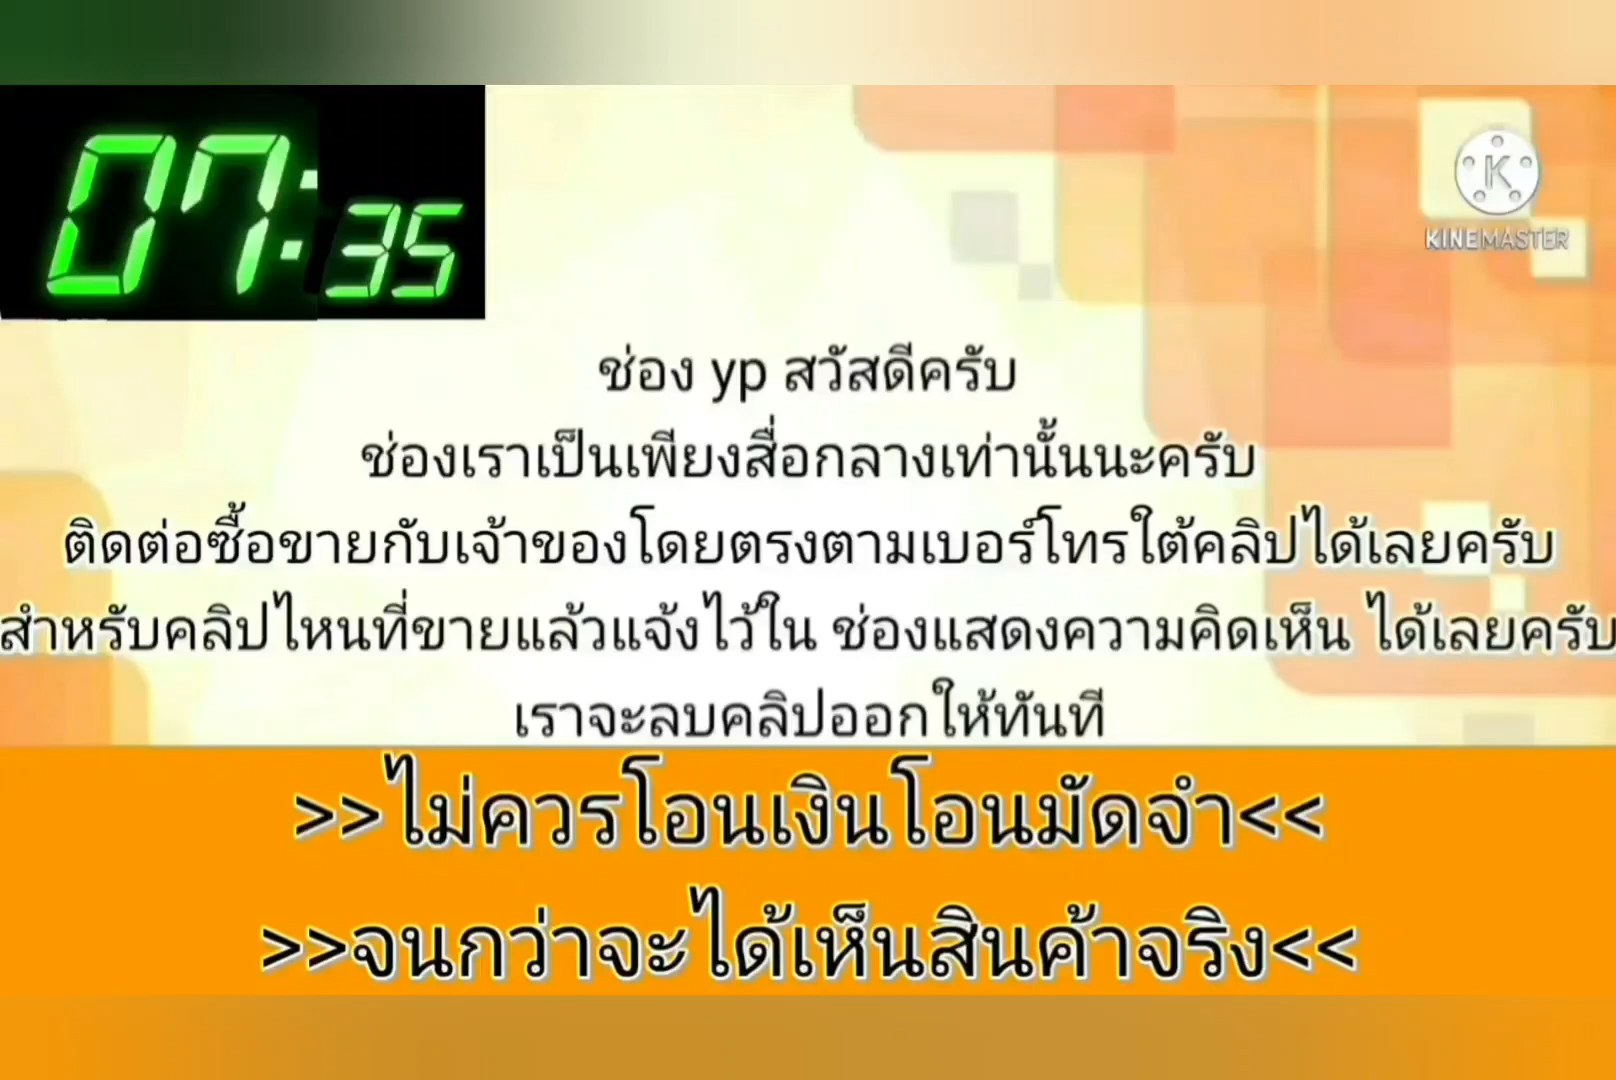 07:35
KINEMASTER
ช่อง yp สวัสดีครับ
ช่องเราเป็นเพียงสื่อกลางเท่านั้นนะครับ
ติดต่อซื้อขายกับเจ้าของโดยตรงตามเบอร์โทรใต้คลิปได้เลยครับ
สำหรับคลิปไหนที่ขายแล้วแจ้งไว้ใน ช่องแสดงความคิดเห็น ได้เลยครับ
เราจะลบคลิปออกให้ทันที
>>ไม่ควรโอนเงินโอนมัดจำ<<
>>จนกว่าจะได้เห็นสินค้าจริง<<